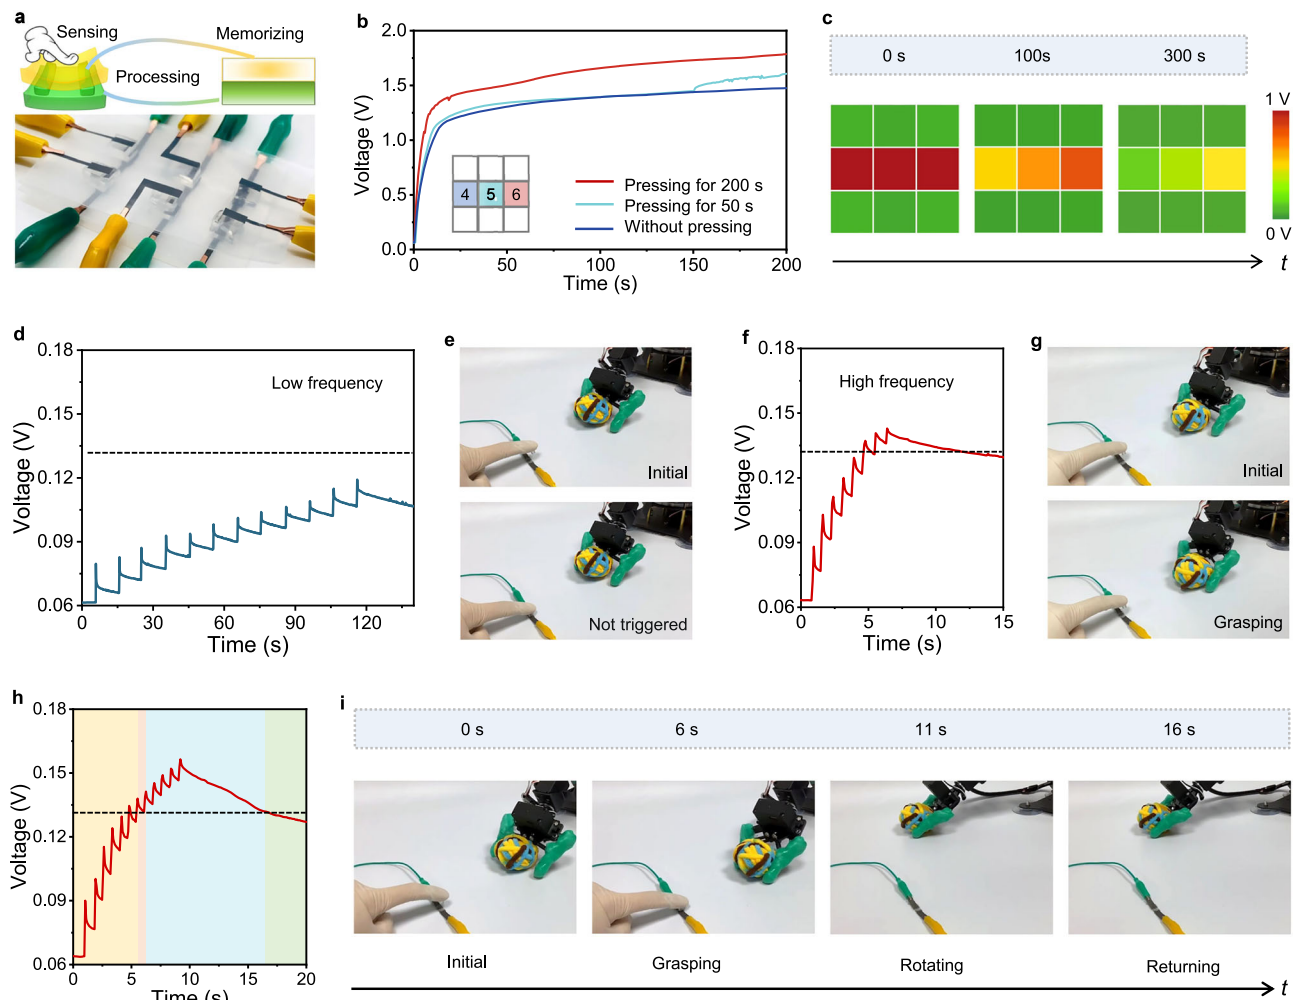 a
Sensing
Memorizing
Processing
b
Voltage (V)
2.0
1.5
1.0
0.5
0.0
4 5 6
Pressing for 200 s
Pressing for 50 s
Without pressing
0 50 100 150 200
Time (s)
c
0 s 100s 300 s
1 V
0 V
t
d
Voltage (V)
0.18
0.15
0.12
0.09
0.06
Low frequency
0 30 60 90 120
Time (s)
e
Initial
Not triggered
f
Voltage (V)
0.18
0.15
0.12
0.09
0.06
High frequency
0 5 10 15
Time (s)
g
Initial
Grasping
h
Voltage (V)
0.18
0.15
0.12
0.09
0.06
0 5 10 15 20
Time (s)
i
0 s 6 s 11 s 16 s
Initial Grasping Rotating Returning
t